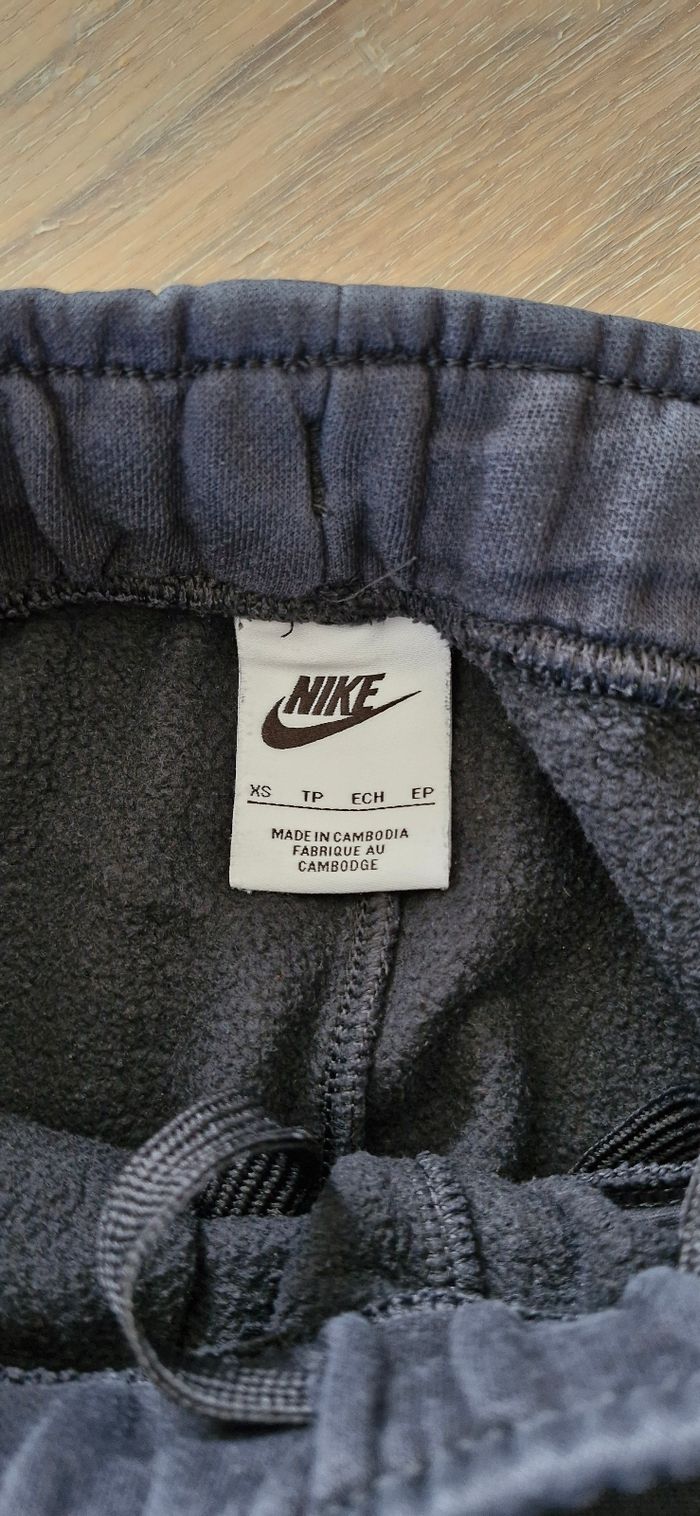 NIKE
XS TP ECH EP
MADE IN CAMBODIA
FABRIQUE AU
CAMBODGE